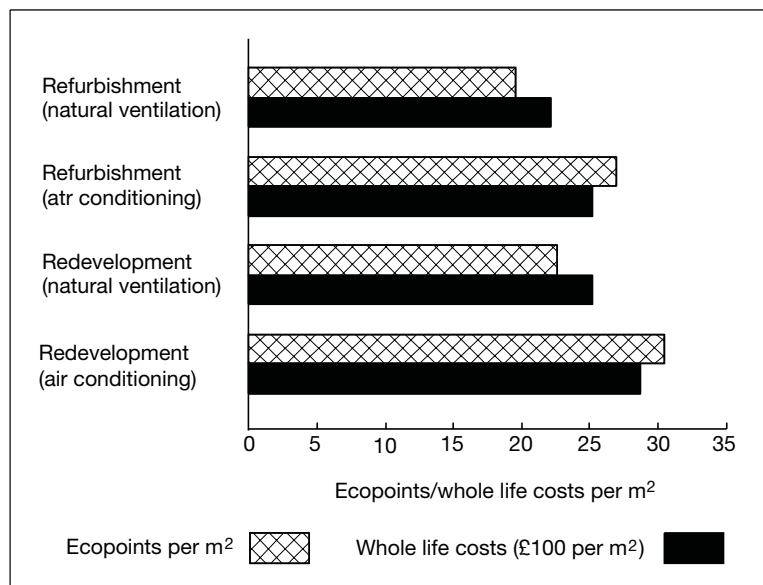 Refurbishment
(natural ventilation)
Refurbishment
(atr conditioning)
Redevelopment
(natural ventilation)
Redevelopment
(air conditioning)
0 5 10 15 20 25 30 35
Ecopoints/whole life costs per m²
Ecopoints per m² Whole life costs (£100 per m²)